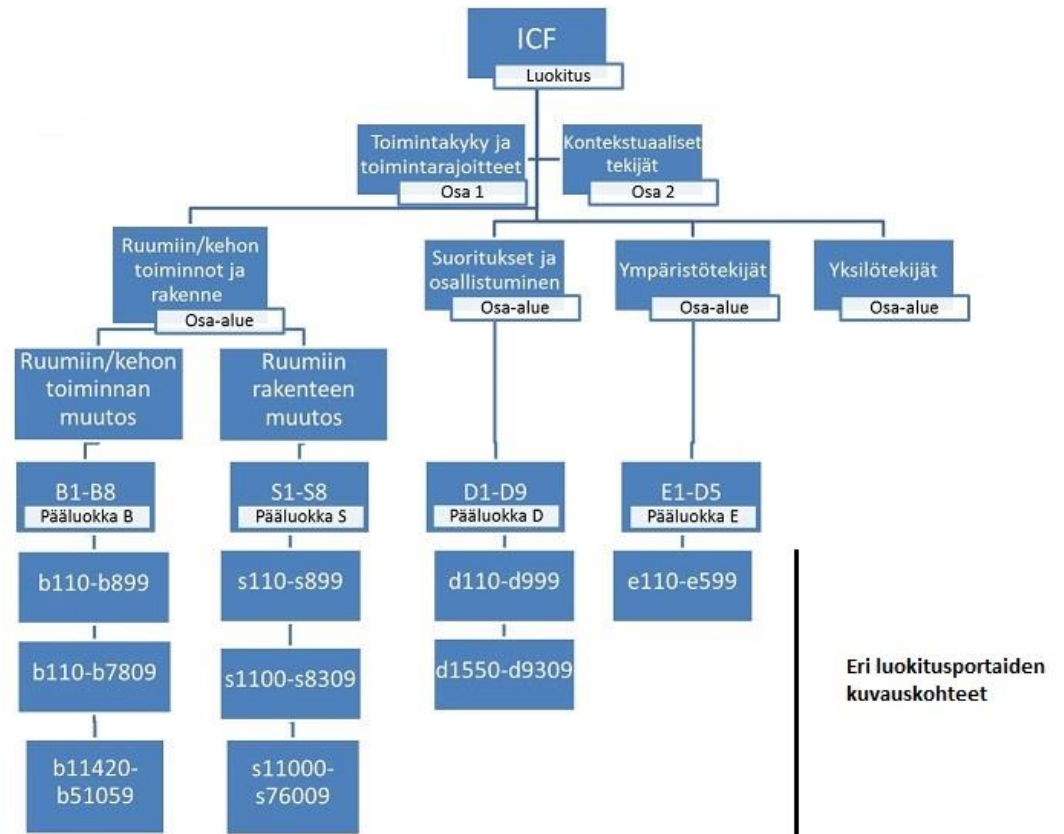 ICF
Luokitus
Toimintakyky ja
toimintarajoitteet
Osa 1
Kontekstuaaliset
tekijät
Osa 2
Ruumiin/kehon
toiminnot ja
rakenne
Osa-alue
Suoritukset ja
osallistuminen
Osa-alue
Ympäristötekijät
Osa-alue
Yksilötekijät
Osa-alue
Ruumiin/kehon
toiminnan
muutos
Ruumiin
rakenteen
muutos
B1-B8
Pääluokka B
S1-S8
Pääluokka S
D1-D9
Pääluokka D
E1-D5
Pääluokka E
b110-b899
s110-s899
d110-d999
e110-e599
b110-b7809
s1100-s8309
d1550-d9309
Eri luokitusportaiden
kuvauskohteet
b11420-
b51059
s11000-
s76009